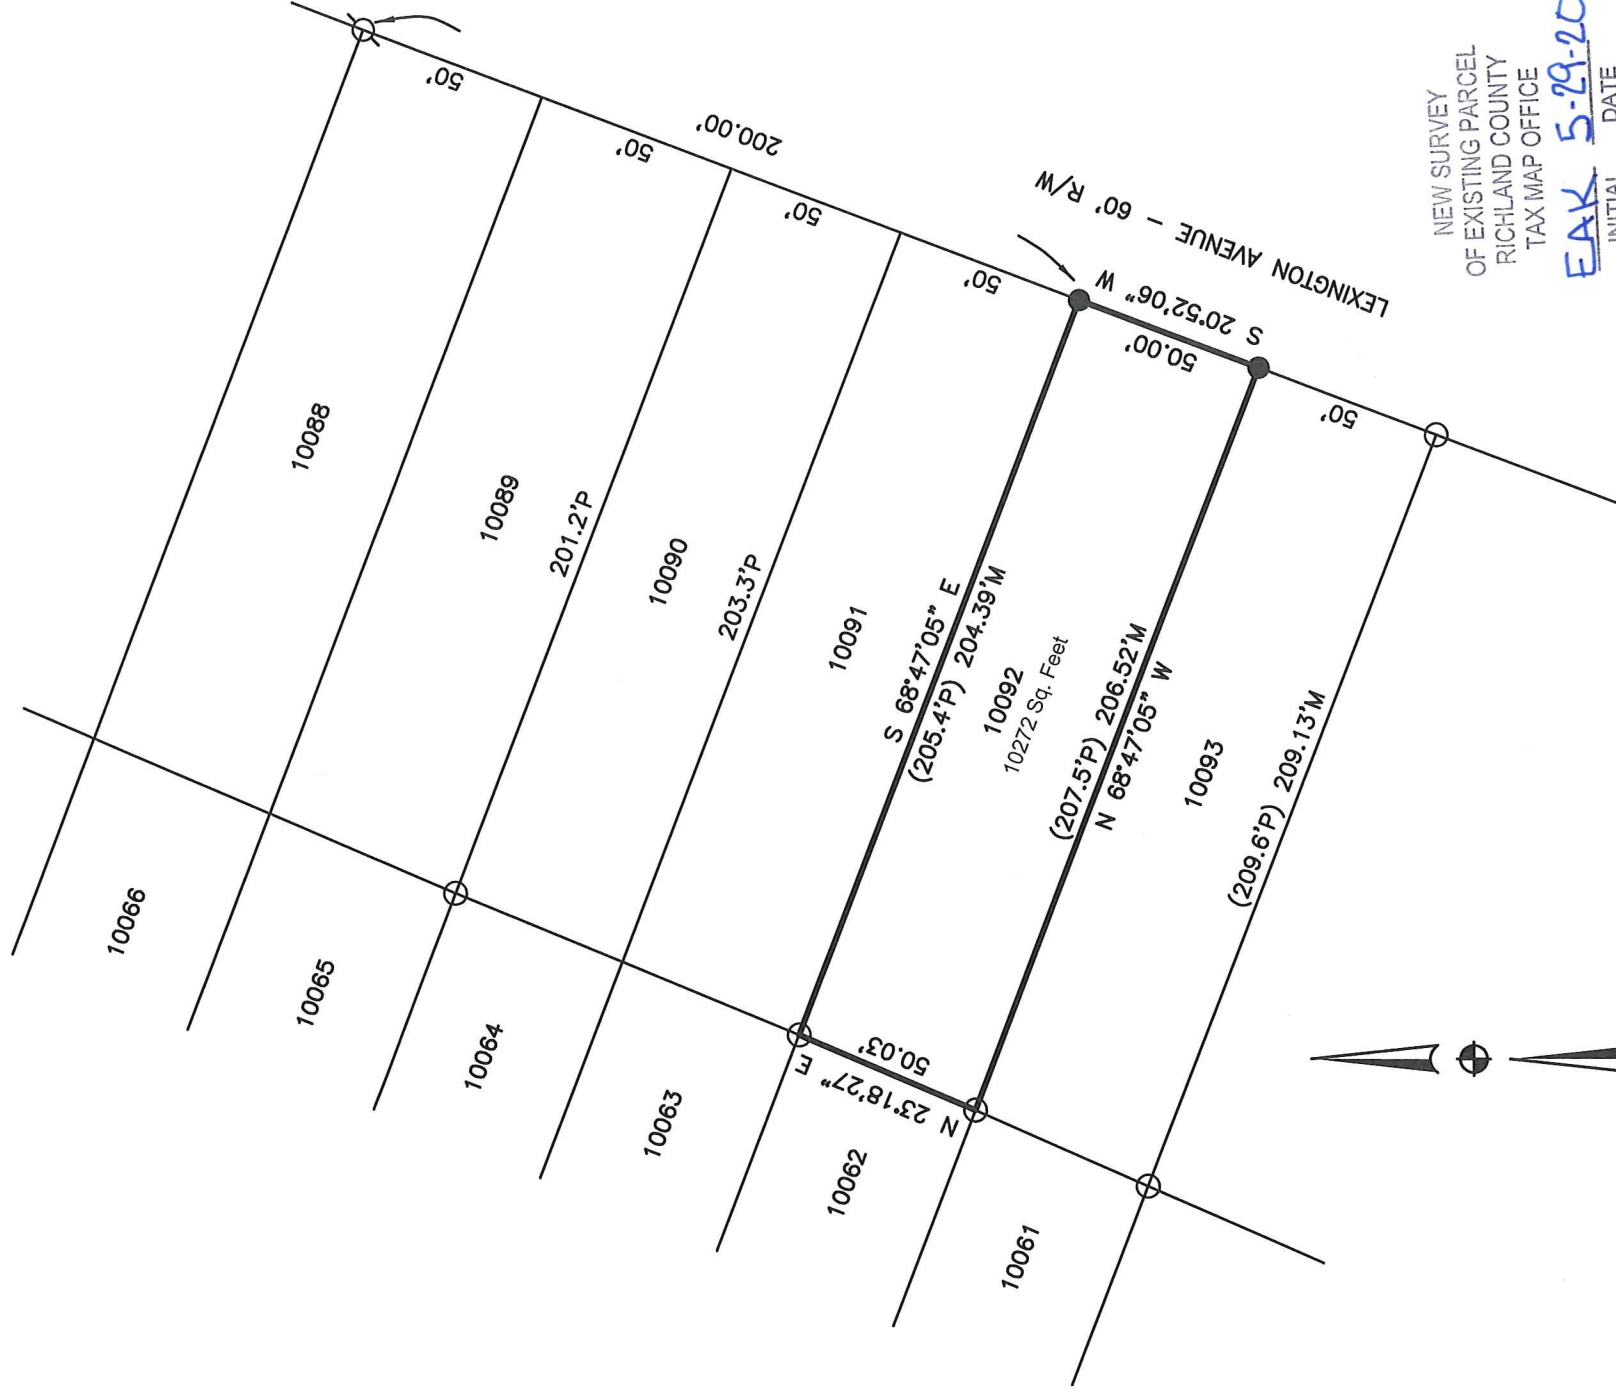 50'
50'
200.00'
50'
50'
LEXINGTON AVENUE - 60' R/W
S 20°52'06" W
50.00'
50'
10088
10089
201.2'P
10090
203.3'P
10091
S 68°47'05" E
(205.4'P) 204.39'M
10092
10272 Sq. Feet
(207.5'P) 206.52'M
N 68°47'05" W
10093
(209.6'P) 209.13'M
10066
10065
10064
10063
10062
10061
N 23°18'27" E
50.03'
NEW SURVEY
OF EXISTING PARCEL
RICHLAND COUNTY
TAX MAP OFFICE
EAK 5-29-20
INITIAL DATE